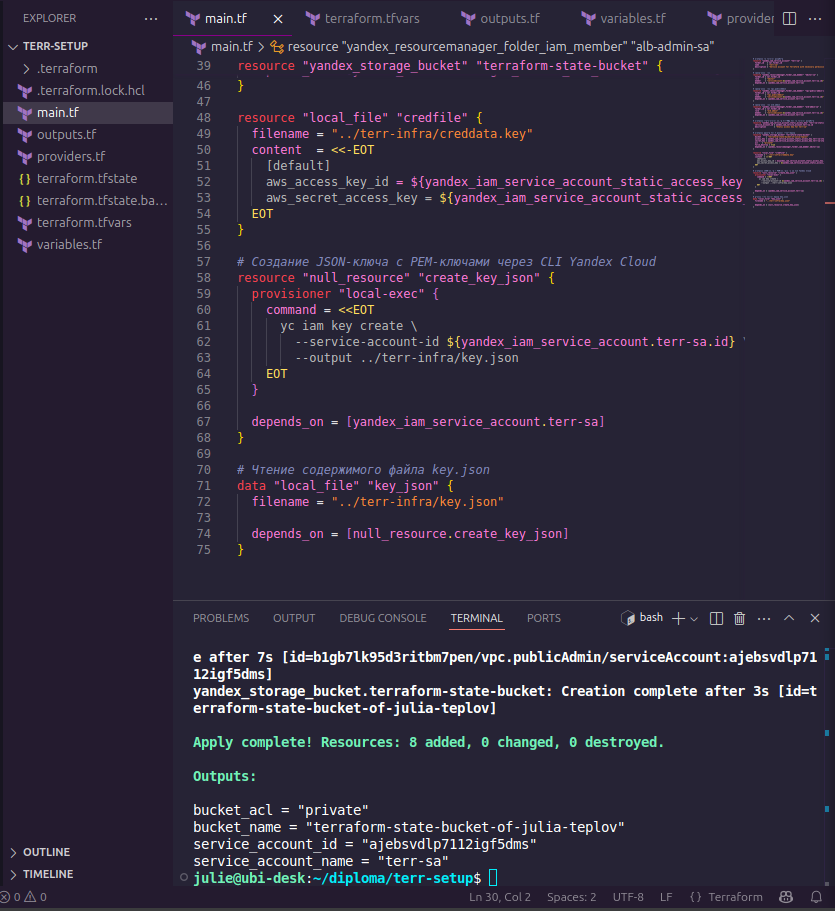 EXPLORER
TERR-SETUP
.terraform
.terraform.lock.hcl
main.tf
outputs.tf
providers.tf
terraform.tfstate
terraform.tfstate.ba...
terraform.tfvars
variables.tf
OUTLINE
TIMELINE
main.tf
terraform.tfvars
outputs.tf
variables.tf
provider
main.tf > resource "yandex_resourcemanager_folder_iam_member" "alb-admin-sa"
39 resource "yandex_storage_bucket" "terraform-state-bucket" {
46 }
47
48 resource "local_file" "credfile" {
49   filename = "../terr-infra/creddata.key"
50   content  = <<-EOT
51     [default]
52     aws_access_key_id = ${yandex_iam_service_account_static_access_key
53     aws_secret_access_key = ${yandex_iam_service_account_static_access_
54   EOT
55 }
56
57 # Создание JSON-ключа с PEM-ключами через CLI Yandex Cloud
58 resource "null_resource" "create_key_json" {
59   provisioner "local-exec" {
60     command = <<EOT
61       yc iam key create \
62         --service-account-id ${yandex_iam_service_account.terr-sa.id} \
63         --output ../terr-infra/key.json
64     EOT
65   }
66
67   depends_on = [yandex_iam_service_account.terr-sa]
68 }
69
70 # Чтение содержимого файла key.json
71 data "local_file" "key_json" {
72   filename = "../terr-infra/key.json"
73
74   depends_on = [null_resource.create_key_json]
75 }
PROBLEMS OUTPUT DEBUG CONSOLE TERMINAL PORTS
bash
e after 7s [id=b1gb7lk95d3ritbm7pen/vpc.publicAdmin/serviceAccount:ajebsvdlp7
112igf5dms]
yandex_storage_bucket.terraform-state-bucket: Creation complete after 3s [id=t
erraform-state-bucket-of-julia-teplov]
Apply complete! Resources: 8 added, 0 changed, 0 destroyed.
Outputs:
bucket_acl = "private"
bucket_name = "terraform-state-bucket-of-julia-teplov"
service_account_id = "ajebsvdlp7112igf5dms"
service_account_name = "terr-sa"
julie@ubi-desk:~/diploma/terr-setup$
0 0 Ln 30, Col 2 Spaces: 2 UTF-8 LF {} Terraform